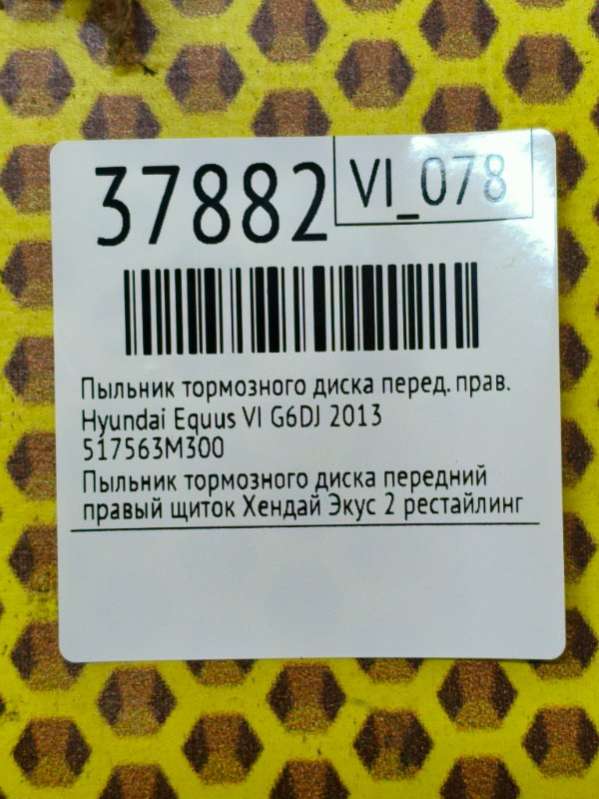 37882
VI_078
Пыльник тормозного диска перед. прав.
Hyundai Equus VI G6DJ 2013
517563M300
Пыльник тормозного диска передний
правый щиток Хендай Экус 2 рестайлинг